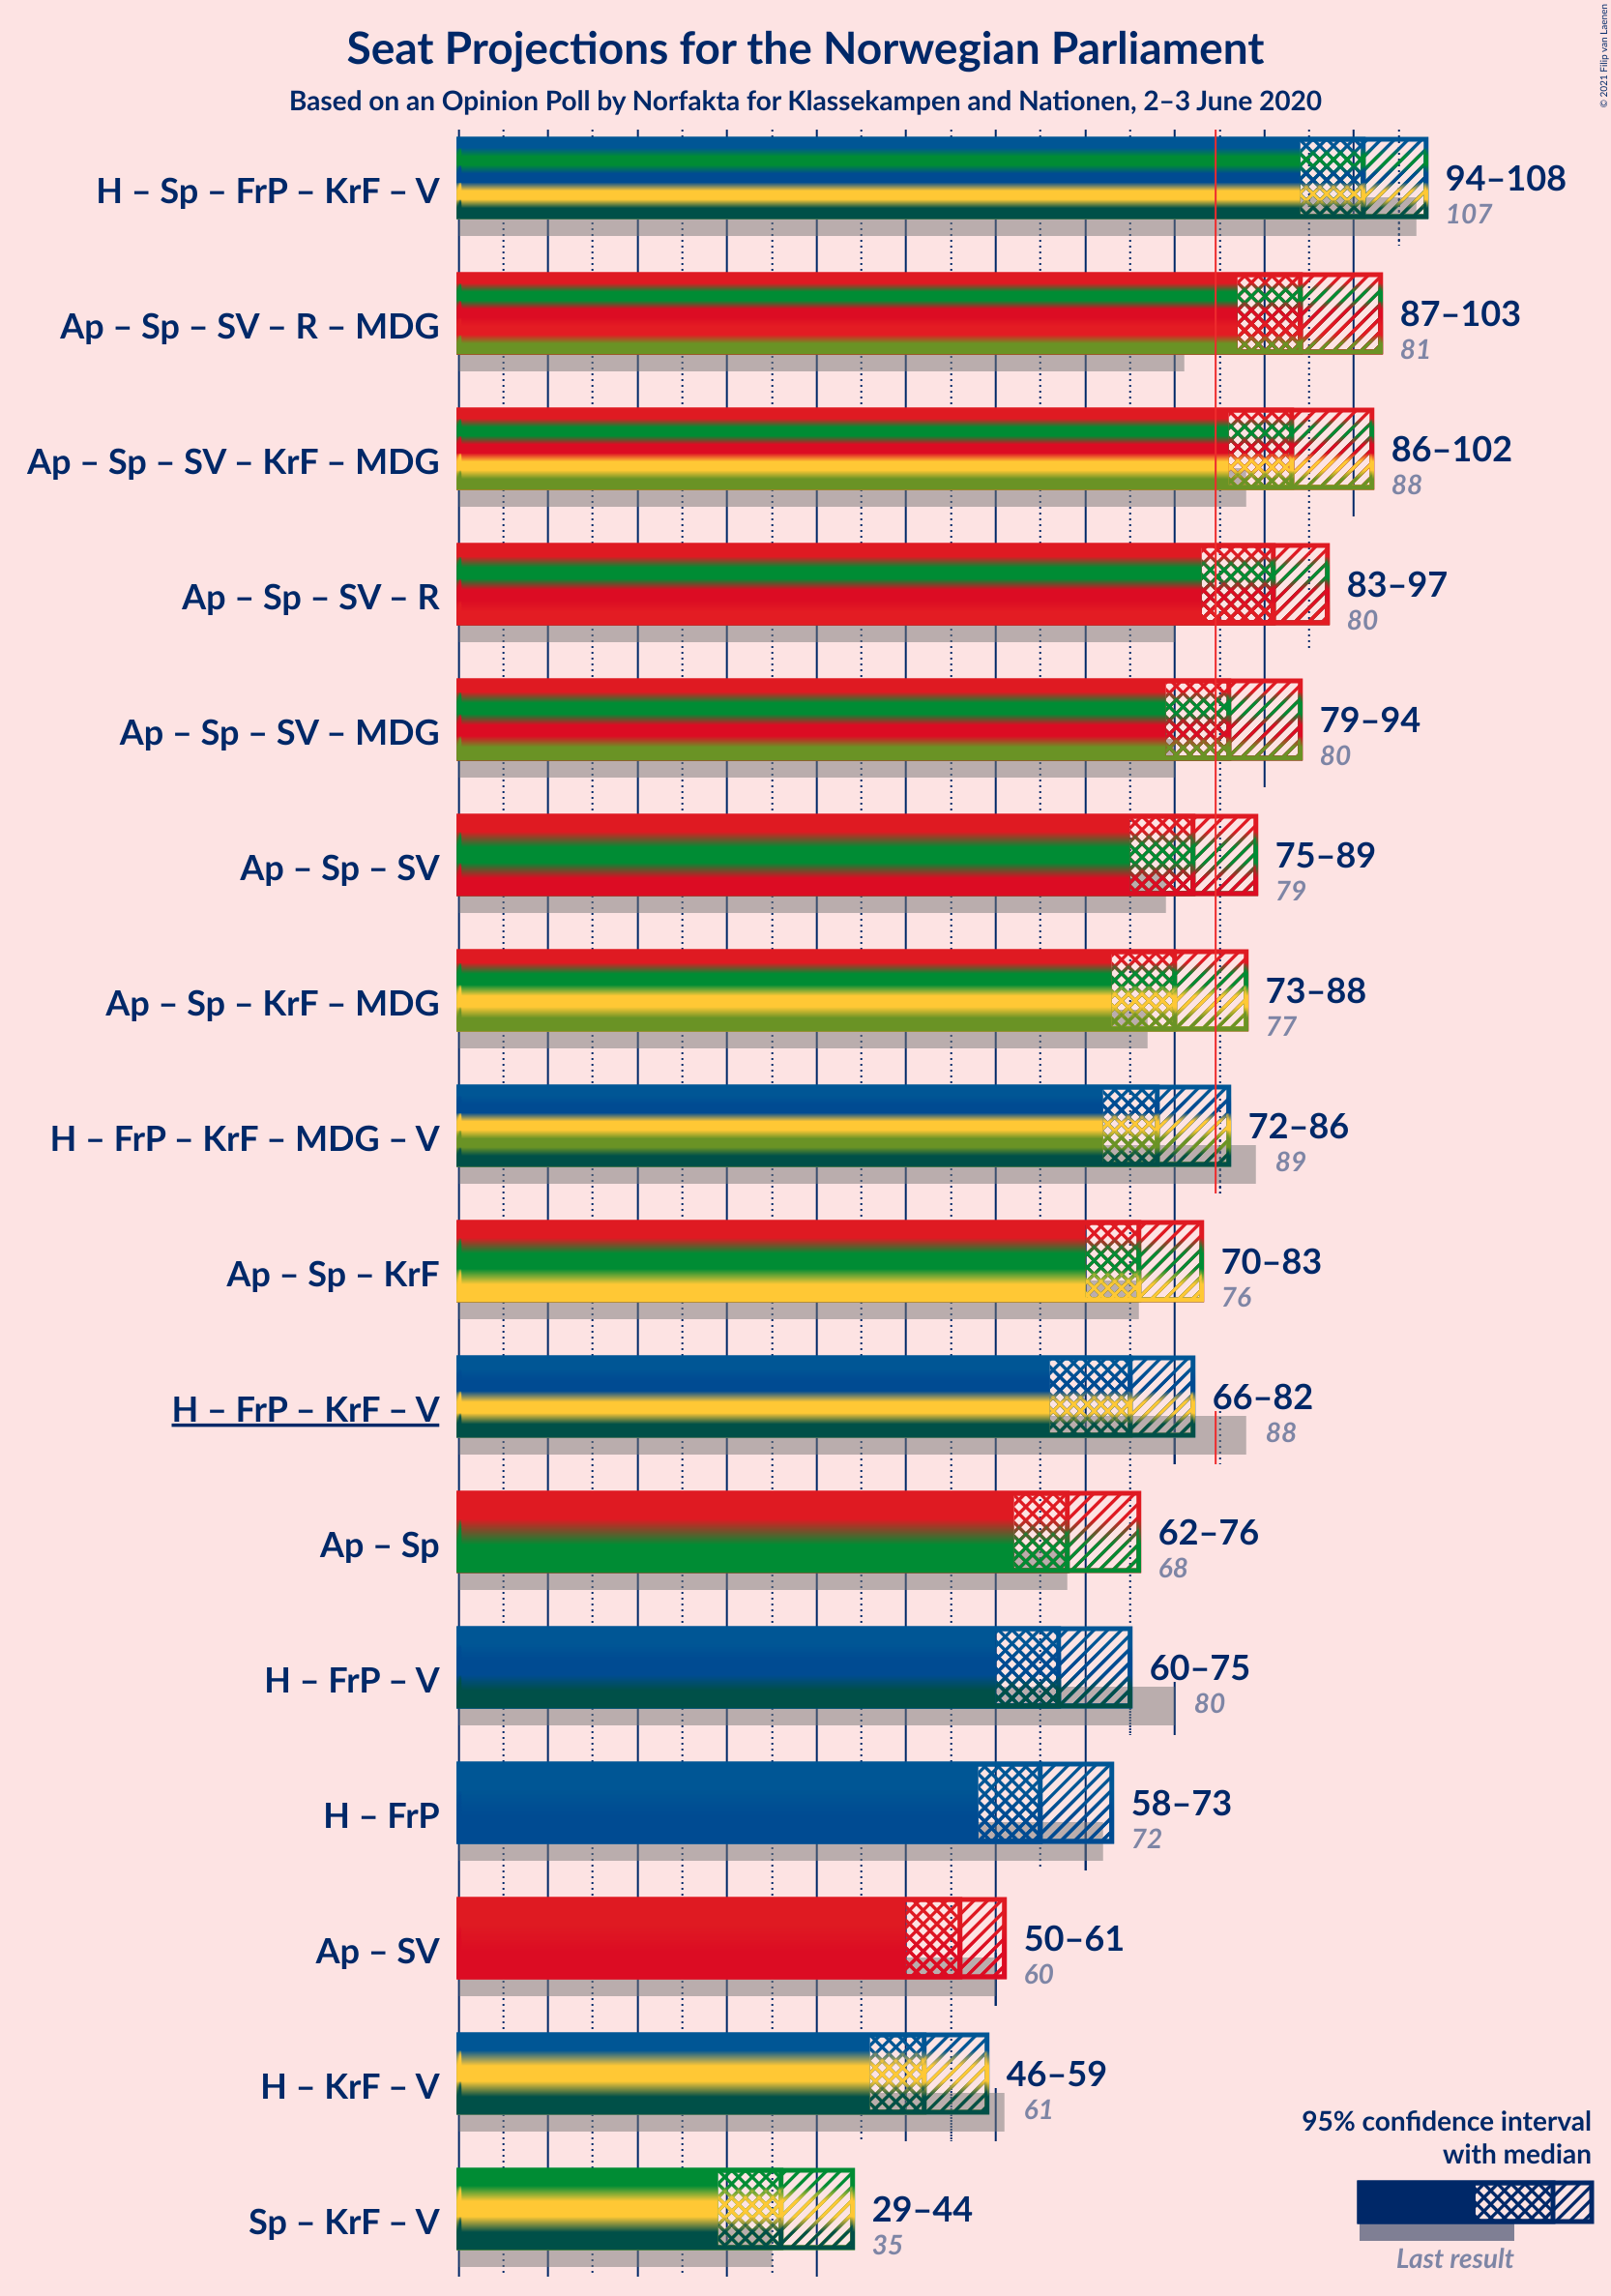 Seat Projections for the Norwegian Parliament
Based on an Opinion Poll by Norfakta for Klassekampen and Nationen, 2–3 June 2020
© 2021 Filip van Laenen
H – Sp – FrP – KrF – V
94–108
107
Ap – Sp – SV – R – MDG
87–103
81
Ap – Sp – SV – KrF – MDG
86–102
88
Ap – Sp – SV – R
83–97
80
Ap – Sp – SV – MDG
79–94
80
Ap – Sp – SV
75–89
79
Ap – Sp – KrF – MDG
73–88
77
H – FrP – KrF – MDG – V
72–86
89
Ap – Sp – KrF
70–83
76
H – FrP – KrF – V
66–82
88
Ap – Sp
62–76
68
H – FrP – V
60–75
80
H – FrP
58–73
72
Ap – SV
50–61
60
H – KrF – V
46–59
61
Sp – KrF – V
29–44
35
95% confidence interval
with median
Last result